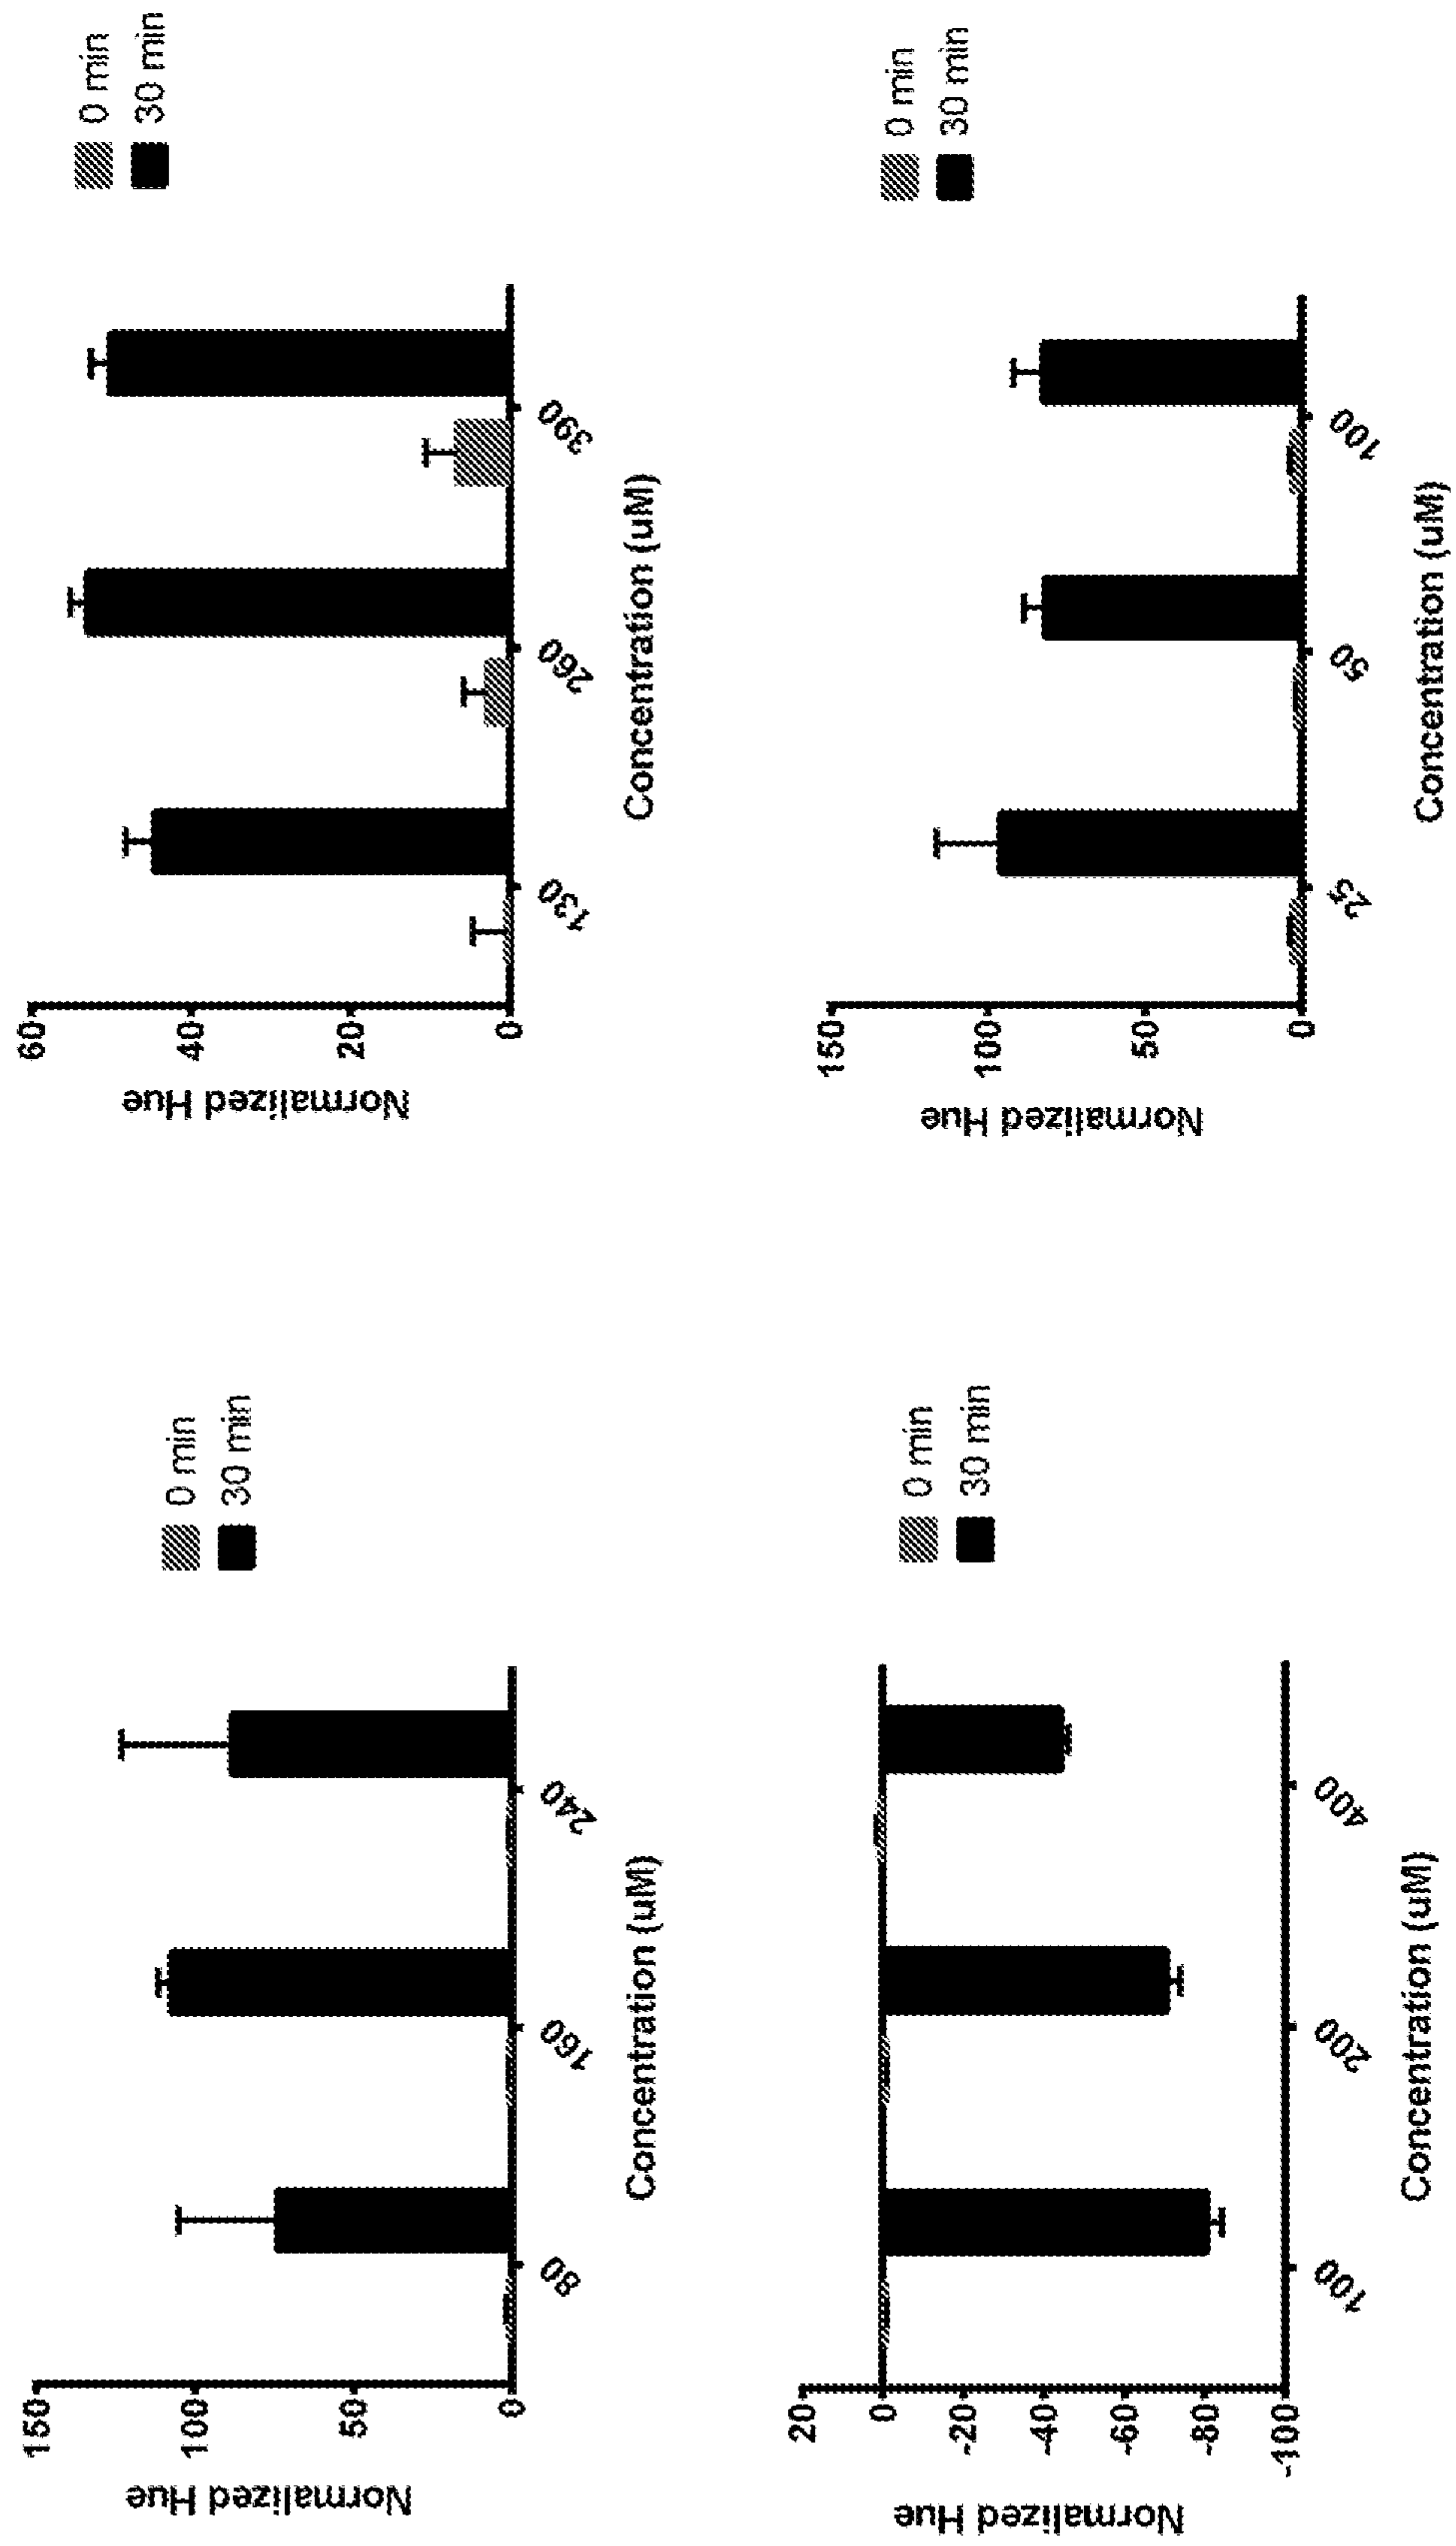 Normalized Hue
150
100
50
0
80
160
240
Concentration (uM)
0 min
30 min
Normalized Hue
60
40
20
0
130
260
390
Concentration (uM)
0 min
30 min
Normalized Hue
20
0
-20
-40
-60
-80
-100
100
200
400
Concentration (uM)
0 min
30 min
Normalized Hue
150
100
50
0
25
50
100
Concentration (uM)
0 min
30 min